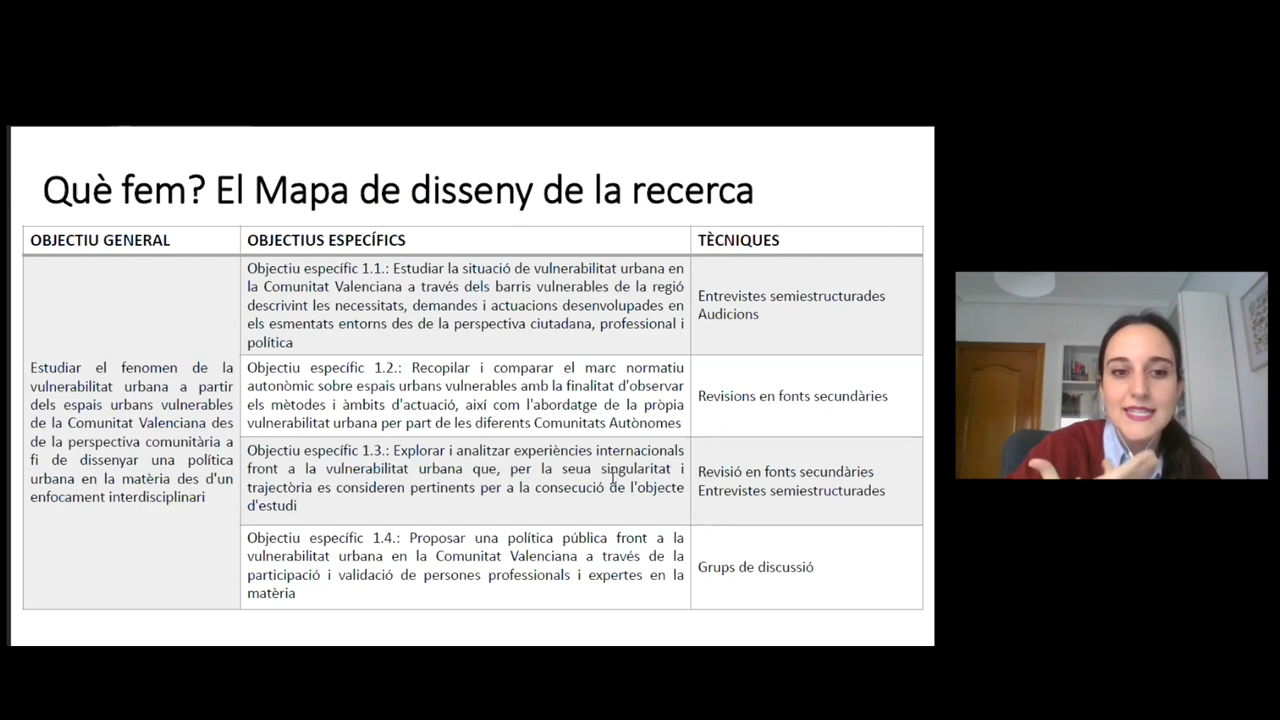 Què fem? El Mapa de disseny de la recerca
OBJECTIU GENERAL
OBJECTIUS ESPECÍFICS
TÈCNIQUES
Estudiar el fenomen de la
vulnerabilitat urbana a partir
dels espais urbans vulnerables
de la Comunitat Valenciana des
de la perspectiva comunitària a
fi de dissenyar una política
urbana en la matèria des d'un
enfocament interdisciplinari
Objectiu específic 1.1.: Estudiar la situació de vulnerabilitat urbana en
la Comunitat Valenciana a través dels barris vulnerables de la regió
descrivint les necessitats, demandes i actuacions desenvolupades en
els esmentats entorns des de la perspectiva ciutadana, professional i
política
Entrevistes semiestructurades
Audicions
Objectiu específic 1.2.: Recopilar i comparar el marc normatiu
autonòmic sobre espais urbans vulnerables amb la finalitat d'observar
els mètodes i àmbits d'actuació, així com l'abordatge de la pròpia
vulnerabilitat urbana per part de les diferents Comunitats Autònomes
Revisions en fonts secundàries
Objectiu específic 1.3.: Explorar i analitzar experiències internacionals
front a la vulnerabilitat urbana que, per la seua singularitat i
trajectòria es consideren pertinents per a la consecució de l'objecte
d'estudi
Revisió en fonts secundàries
Entrevistes semiestructurades
Objectiu específic 1.4.: Proposar una política pública front a la
vulnerabilitat urbana en la Comunitat Valenciana a través de la
participació i validació de persones professionals i expertes en la
matèria
Grups de discussió